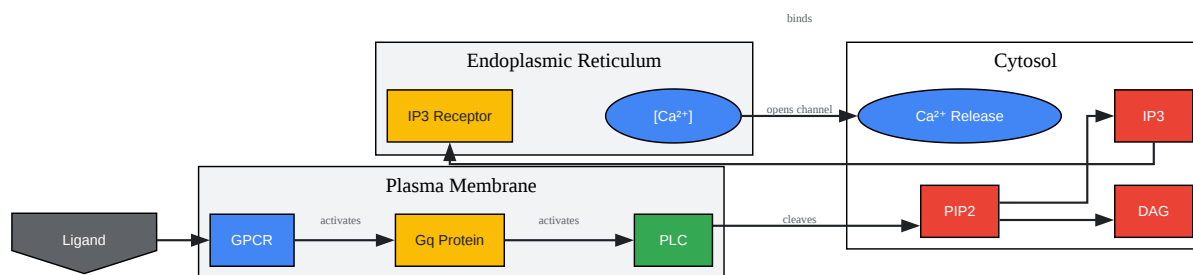 binds
Endoplasmic Reticulum
Cytosol
IP3 Receptor
[Ca²⁺]
opens channel
Ca²⁺ Release
IP3
Plasma Membrane
Ligand
GPCR
activates
Gq Protein
activates
PLC
cleaves
PIP2
DAG